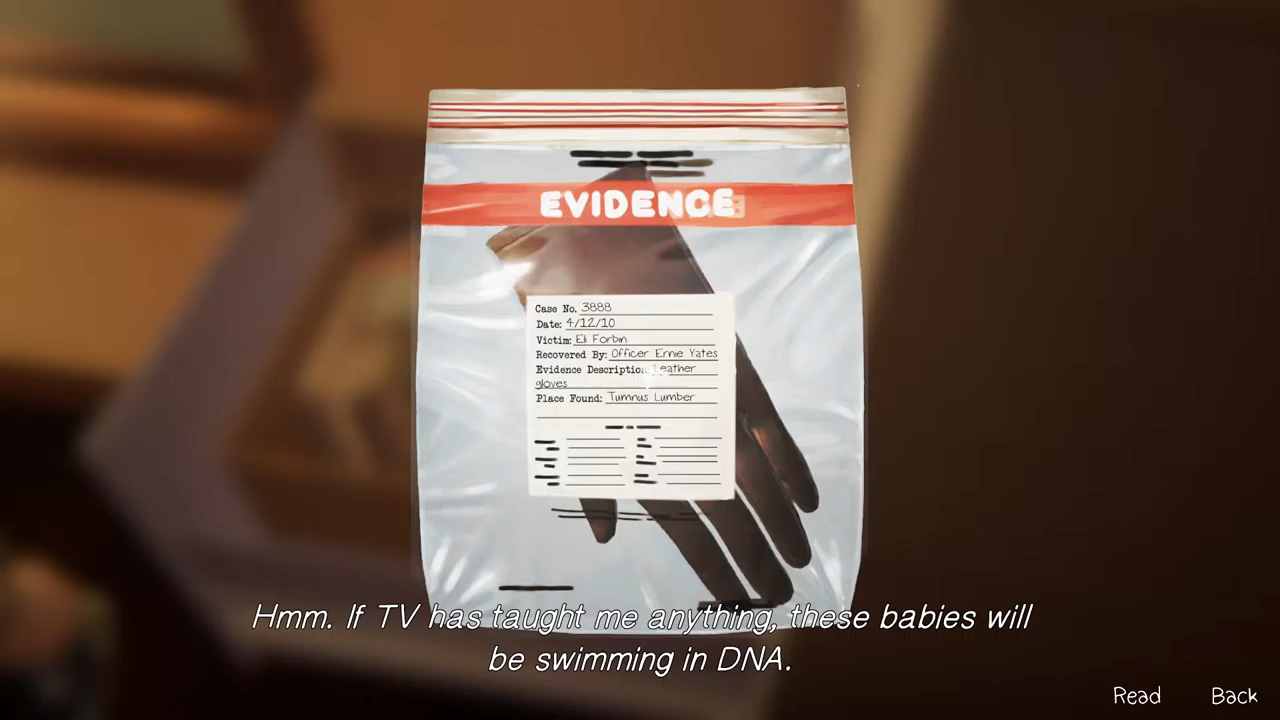 EVIDENCE
Case No. 3888
Date: 4/12/10
Victim: Eli Forbin
Recovered By: Officer Ernie Yates
Evidence Description: Leather
gloves
Place Found: Tumnus Lumber
Hmm. If TV has taught me anything, these babies will
be swimming in DNA.
Read Back